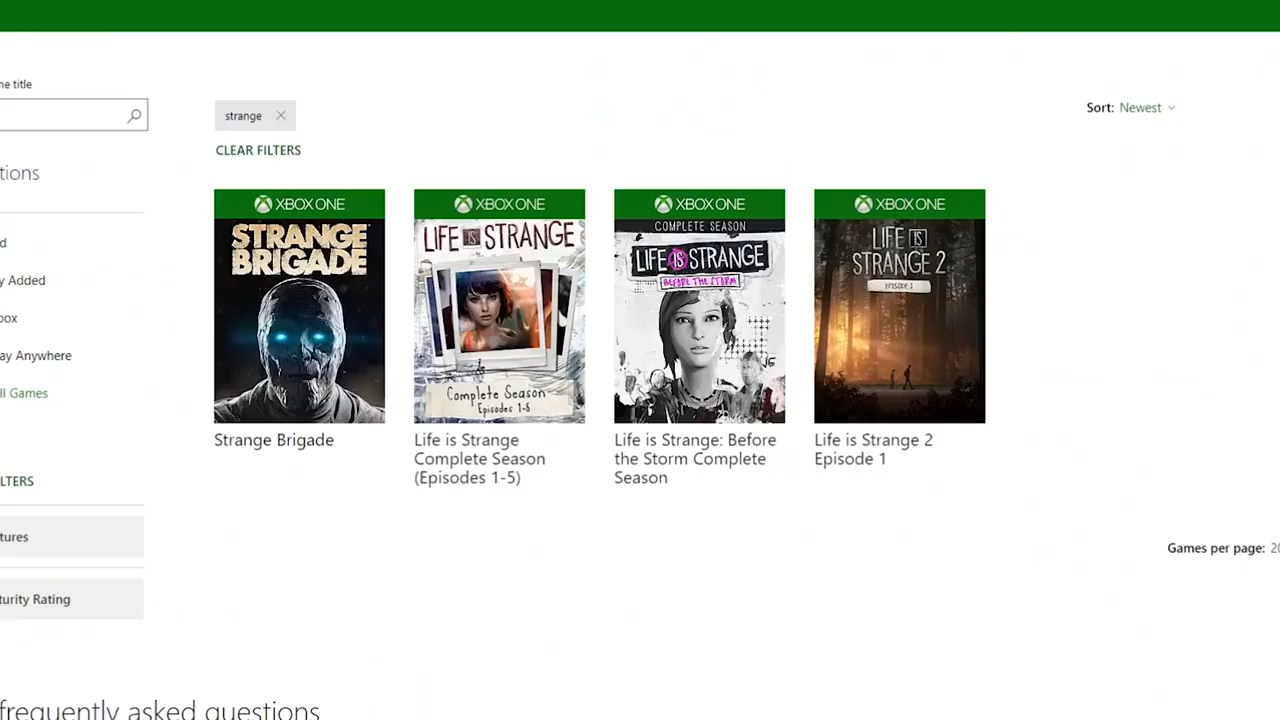 me title
strange
CLEAR FILTERS
Sort: Newest
tions
d
y Added
box
ay Anywhere
ll Games
LTERS
tures
turity Rating
XBOX ONE
STRANGE
BRIGADE
Strange Brigade
XBOX ONE
LIFE IS STRANGE
Complete Season
Episodes 1-5
Life is Strange
Complete Season
(Episodes 1-5)
XBOX ONE
COMPLETE SEASON
LIFE IS STRANGE
BEFORE THE STORM
Life is Strange: Before
the Storm Complete
Season
XBOX ONE
LIFE IS
STRANGE 2
EPISODE 1
Life is Strange 2
Episode 1
Games per page: 20
frequently asked questions